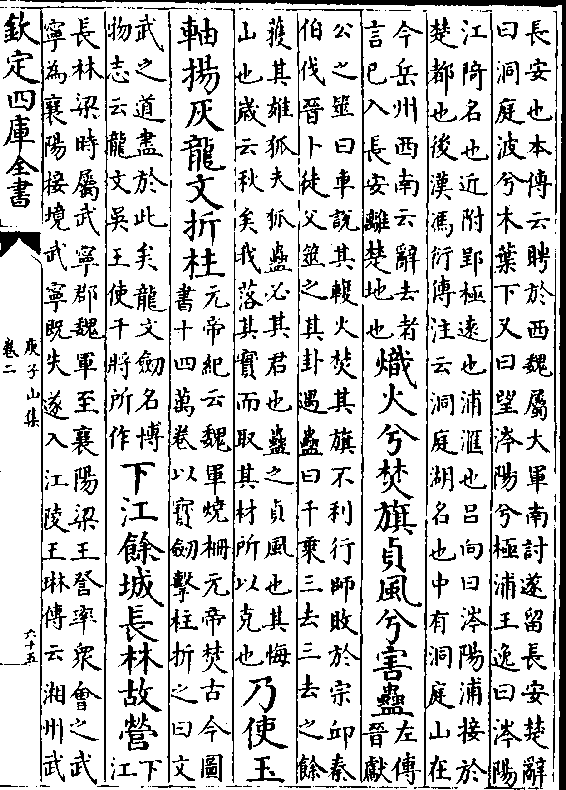 長安也本傳云聘於西魏屬大軍南討遂留長安楚辭
曰洞庭波兮木葉下又曰望涔陽兮極浦王逸曰涔陽
江陭名也近附郢極遠也浦滙也吕向曰涔陽浦接於
楚都也後漢馮衍傳注云洞庭湖名也中有洞庭山在
今岳州西南云辭去者
言已入長安離楚地也
熾火兮焚旗貞風兮害蠱
左傳
晉獻
公之筮曰車說其輹火焚其旗不利行師敗於宗邱秦
伯伐晉卜徒父筮之其卦遇蠱曰千乘三去三去之餘
獲其雄狐夫狐蠱必其君也蠱之貞風也其悔
山也歲云秋矣我落其實而取其材所以克也
乃使玉
軸揚灰龍文折柱
元帝紀云魏軍燒柵元帝焚古今圖
書十四萬卷以寳劒擊柱折之曰文
武之道盡於此矣龍文劒名博
物志云龍文吳王使干將所作
下江餘城長林故營
下
江
長林梁時屬武寧郡魏軍至襄陽梁王詧率衆會之武
寧為襄陽接境武寧既失遂入江陵王琳傳云湘州武
欽定四庫全書
庾子山集
卷二
六十五